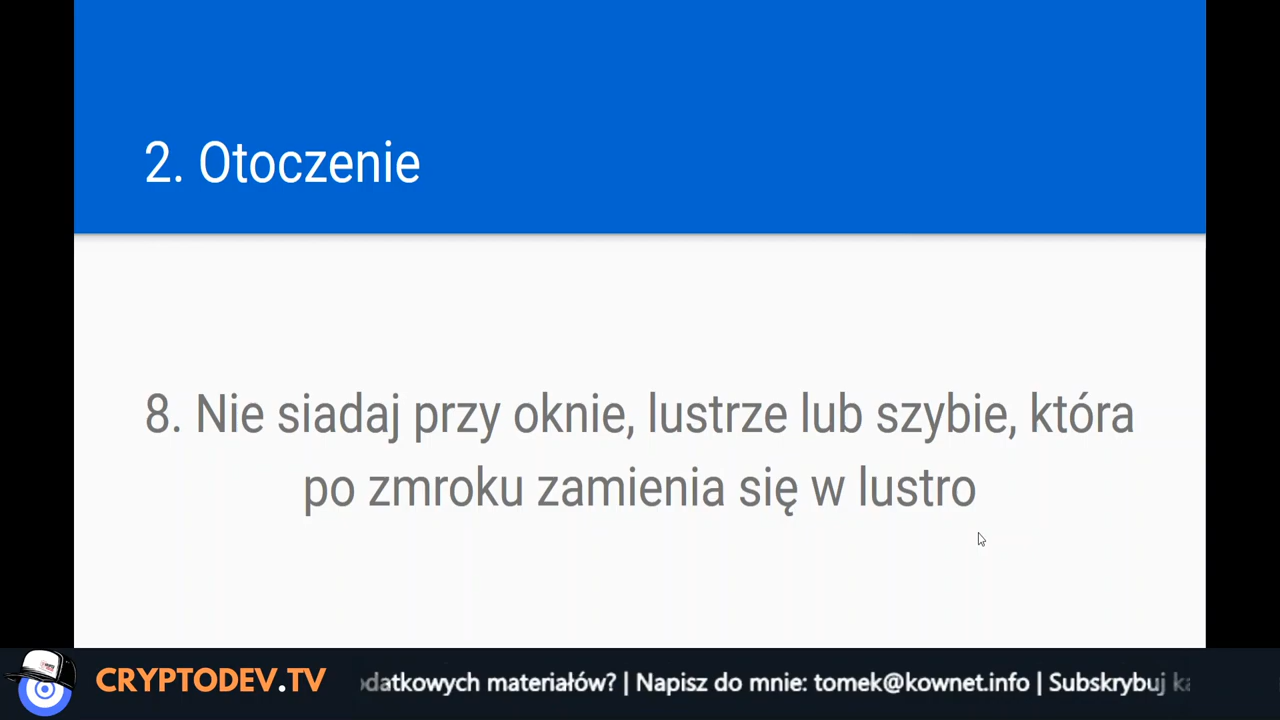 2. Otoczenie
8. Nie siadaj przy oknie, lustrze lub szybie, która
po zmroku zamienia się w lustro
CRYPTODEV.TV
materiałów? | Napisz do mnie: tomek@kownet.info | Subskrybuj